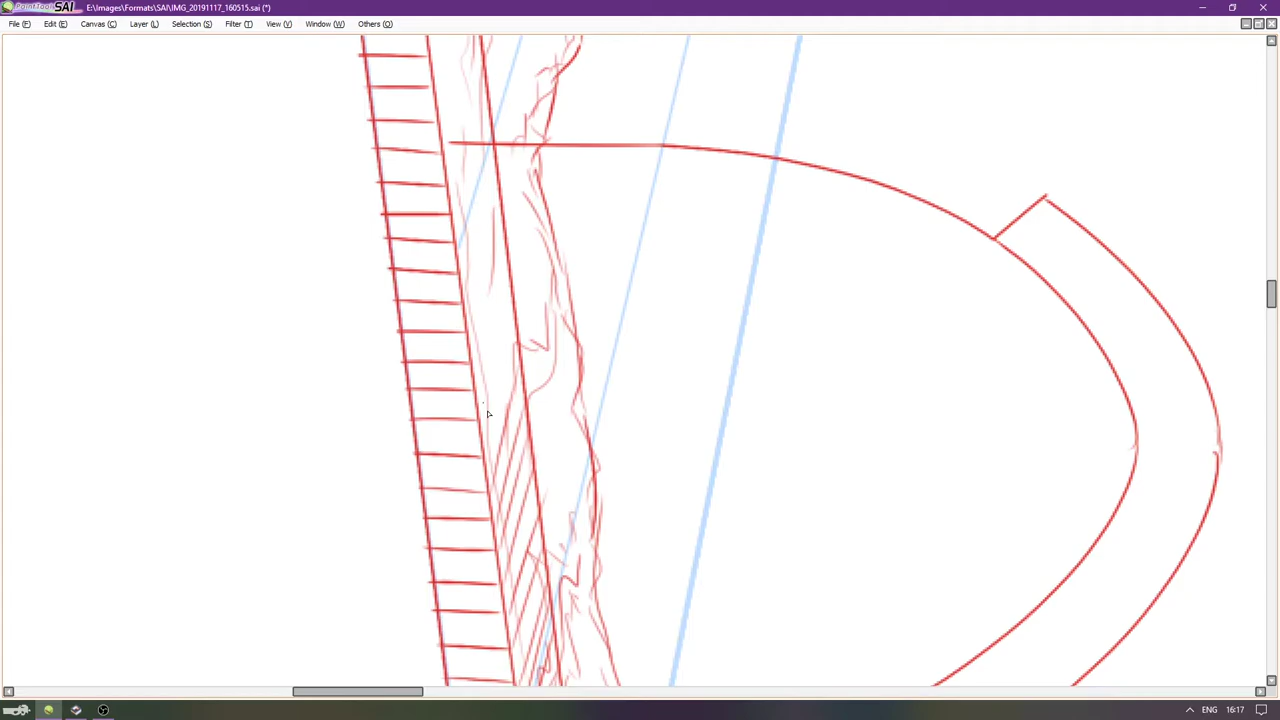 PaintTool SAI E:\Images\Formats\SAI\IMG_20191117_160515.sai (*)
File (F) Edit (E) Canvas (C) Layer (L) Selection (S) Filter (T) View (V) Window (W) Others (O)
ENG 16:17